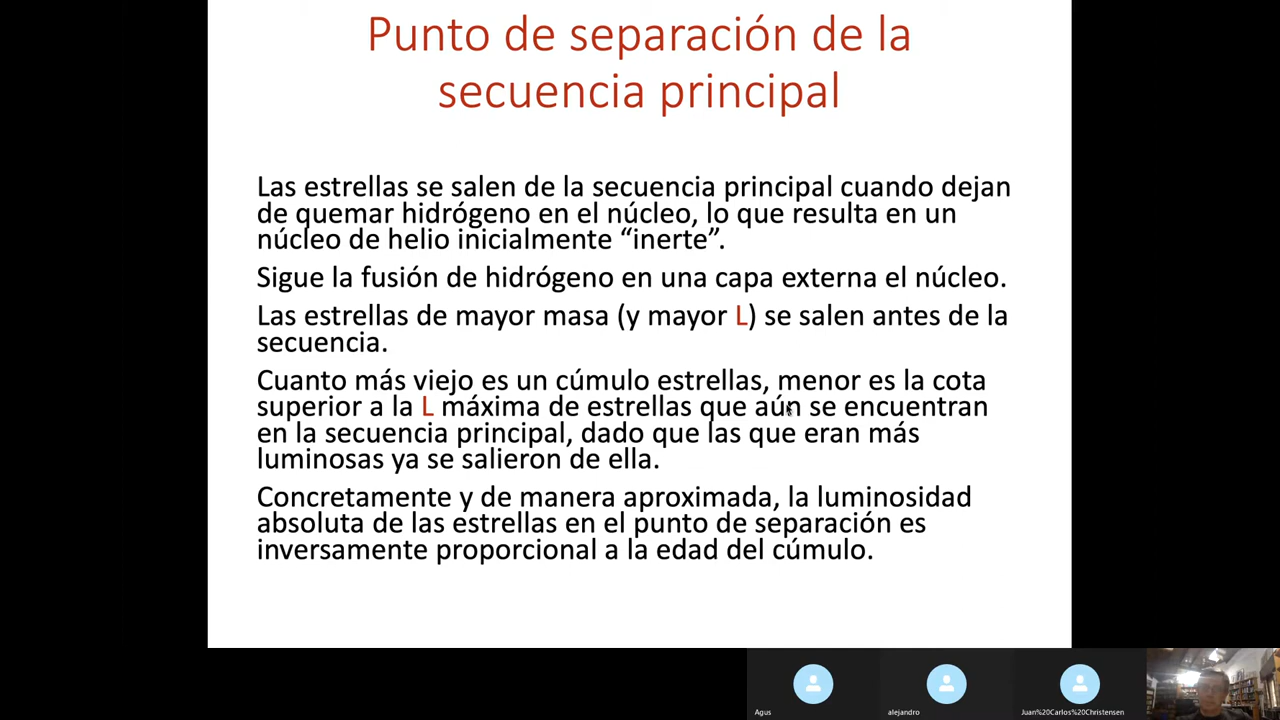 Punto de separación de la
secuencia principal
Las estrellas se salen de la secuencia principal cuando dejan
de quemar hidrógeno en el núcleo, lo que resulta en un
núcleo de helio inicialmente “inerte”.
Sigue la fusión de hidrógeno en una capa externa el núcleo.
Las estrellas de mayor masa (y mayor L) se salen antes de la
secuencia.
Cuanto más viejo es un cúmulo estrellas, menor es la cota
superior a la L máxima de estrellas que aún se encuentran
en la secuencia principal, dado que las que eran más
luminosas ya se salieron de ella.
Concretamente y de manera aproximada, la luminosidad
absoluta de las estrellas en el punto de separación es
inversamente proporcional a la edad del cúmulo.
Agus
alejandro
Juan%20Carlos%20Christensen